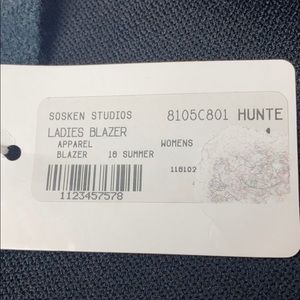 SOSKEN STUDIOS 8105C801 HUNTE
LADIES BLAZER
APPAREL WOMENS
BLAZER 18 SUMMER
118102
1123457578